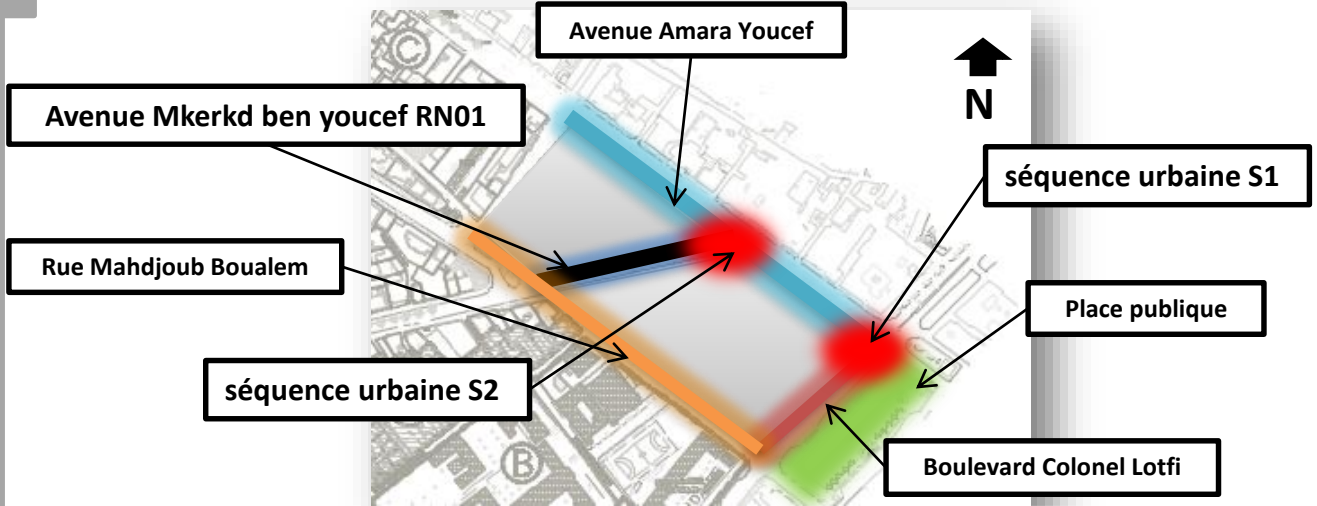 Avenue Amara Youcef
N
Avenue Mkerkd ben youcef RN01
séquence urbaine S1
Rue Mahdjoub Boualem
Place publique
séquence urbaine S2
Boulevard Colonel Lotfi
C
B